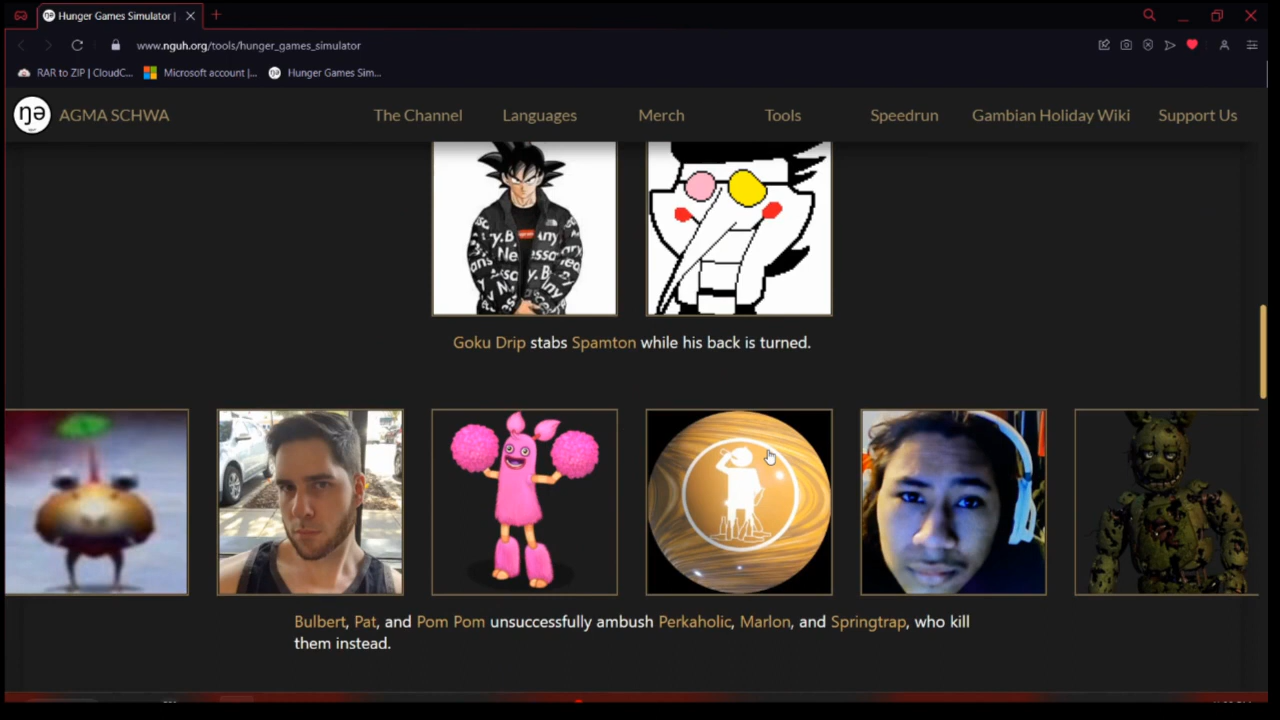 Hunger Games Simulator |
www.nguh.org/tools/hunger_games_simulator
RAR to ZIP | CloudC... Microsoft account |... Hunger Games Sim...
ŋə AGMA SCHWA The Channel Languages Merch Tools Speedrun Gambian Holiday Wiki Support Us
Goku Drip stabs Spamton while his back is turned.
Bulbert, Pat, and Pom Pom unsuccessfully ambush Perkaholic, Marlon, and Springtrap, who kill
them instead.